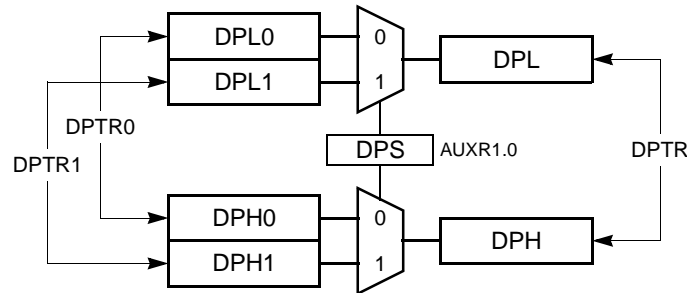 DPL0
0
DPL
DPL1
1
DPTR0
DPTR1
DPS
AUXR1.0
DPTR
DPH0
0
DPH
DPH1
1